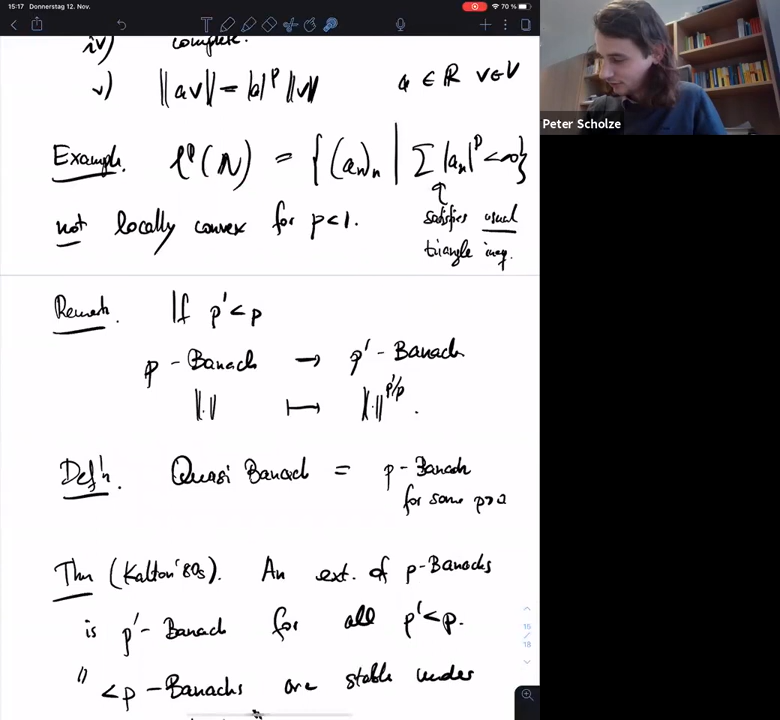 15:17 Donnerstag 12. Nov.
70 %
iv) complete.
v) ||av|| = |a|^p ||v|| a ∈ ℝ v ∈ V
Peter Scholze
Example. ℓ^p(ℕ) = { (a_n)_n | Σ |a_n|^p < ∞ }
↑
not locally convex for p<1. satisfies usual
triangle ineq.
Remark. If p' < p
p - Banach → p' - Banach
||·|| ↦ ||·||^{p'/p}.
Def'n. Quasi Banach = p - Banach
for some p>0
Thm (Kalton '80s). An ext. of p-Banachs
is p' - Banach for all p' < p.
" <p - Banachs are stable under
16 / 18